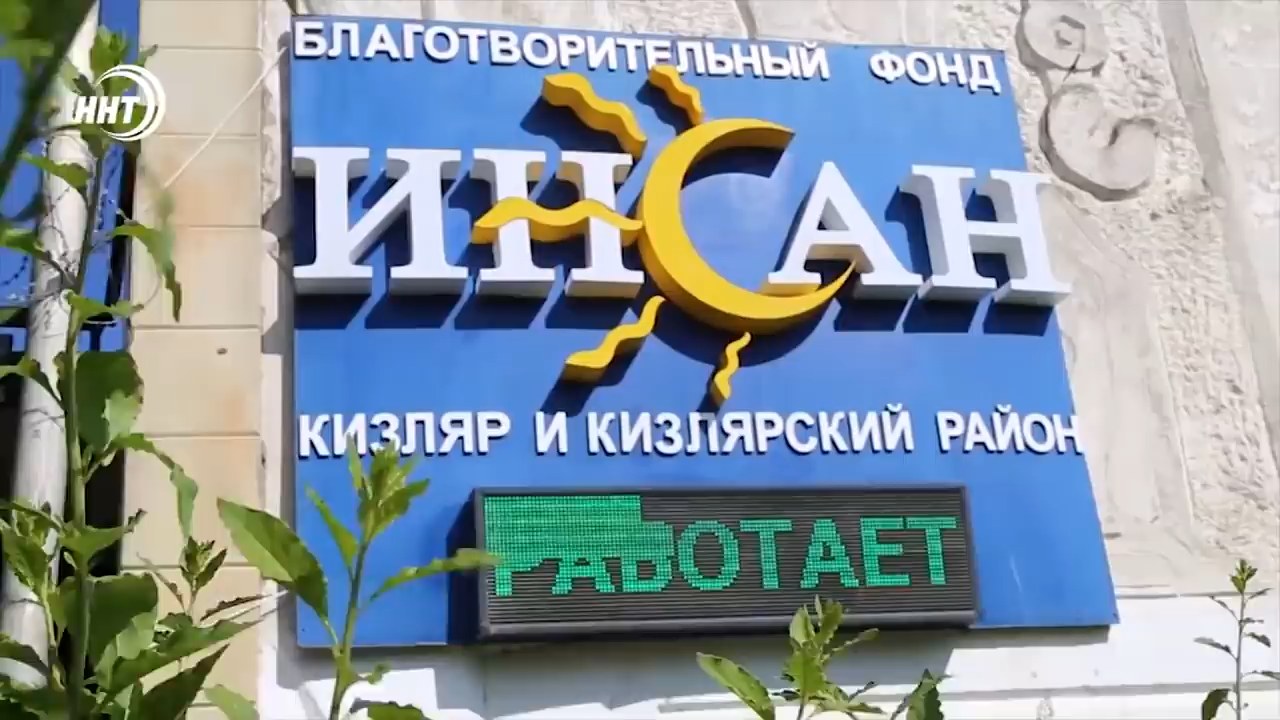 ННТ
БЛАГОТВОРИТЕЛЬНЫЙ ФОНД
ИНСАН
КИЗЛЯР И КИЗЛЯРСКИЙ РАЙОН
РАБОТАЕТ